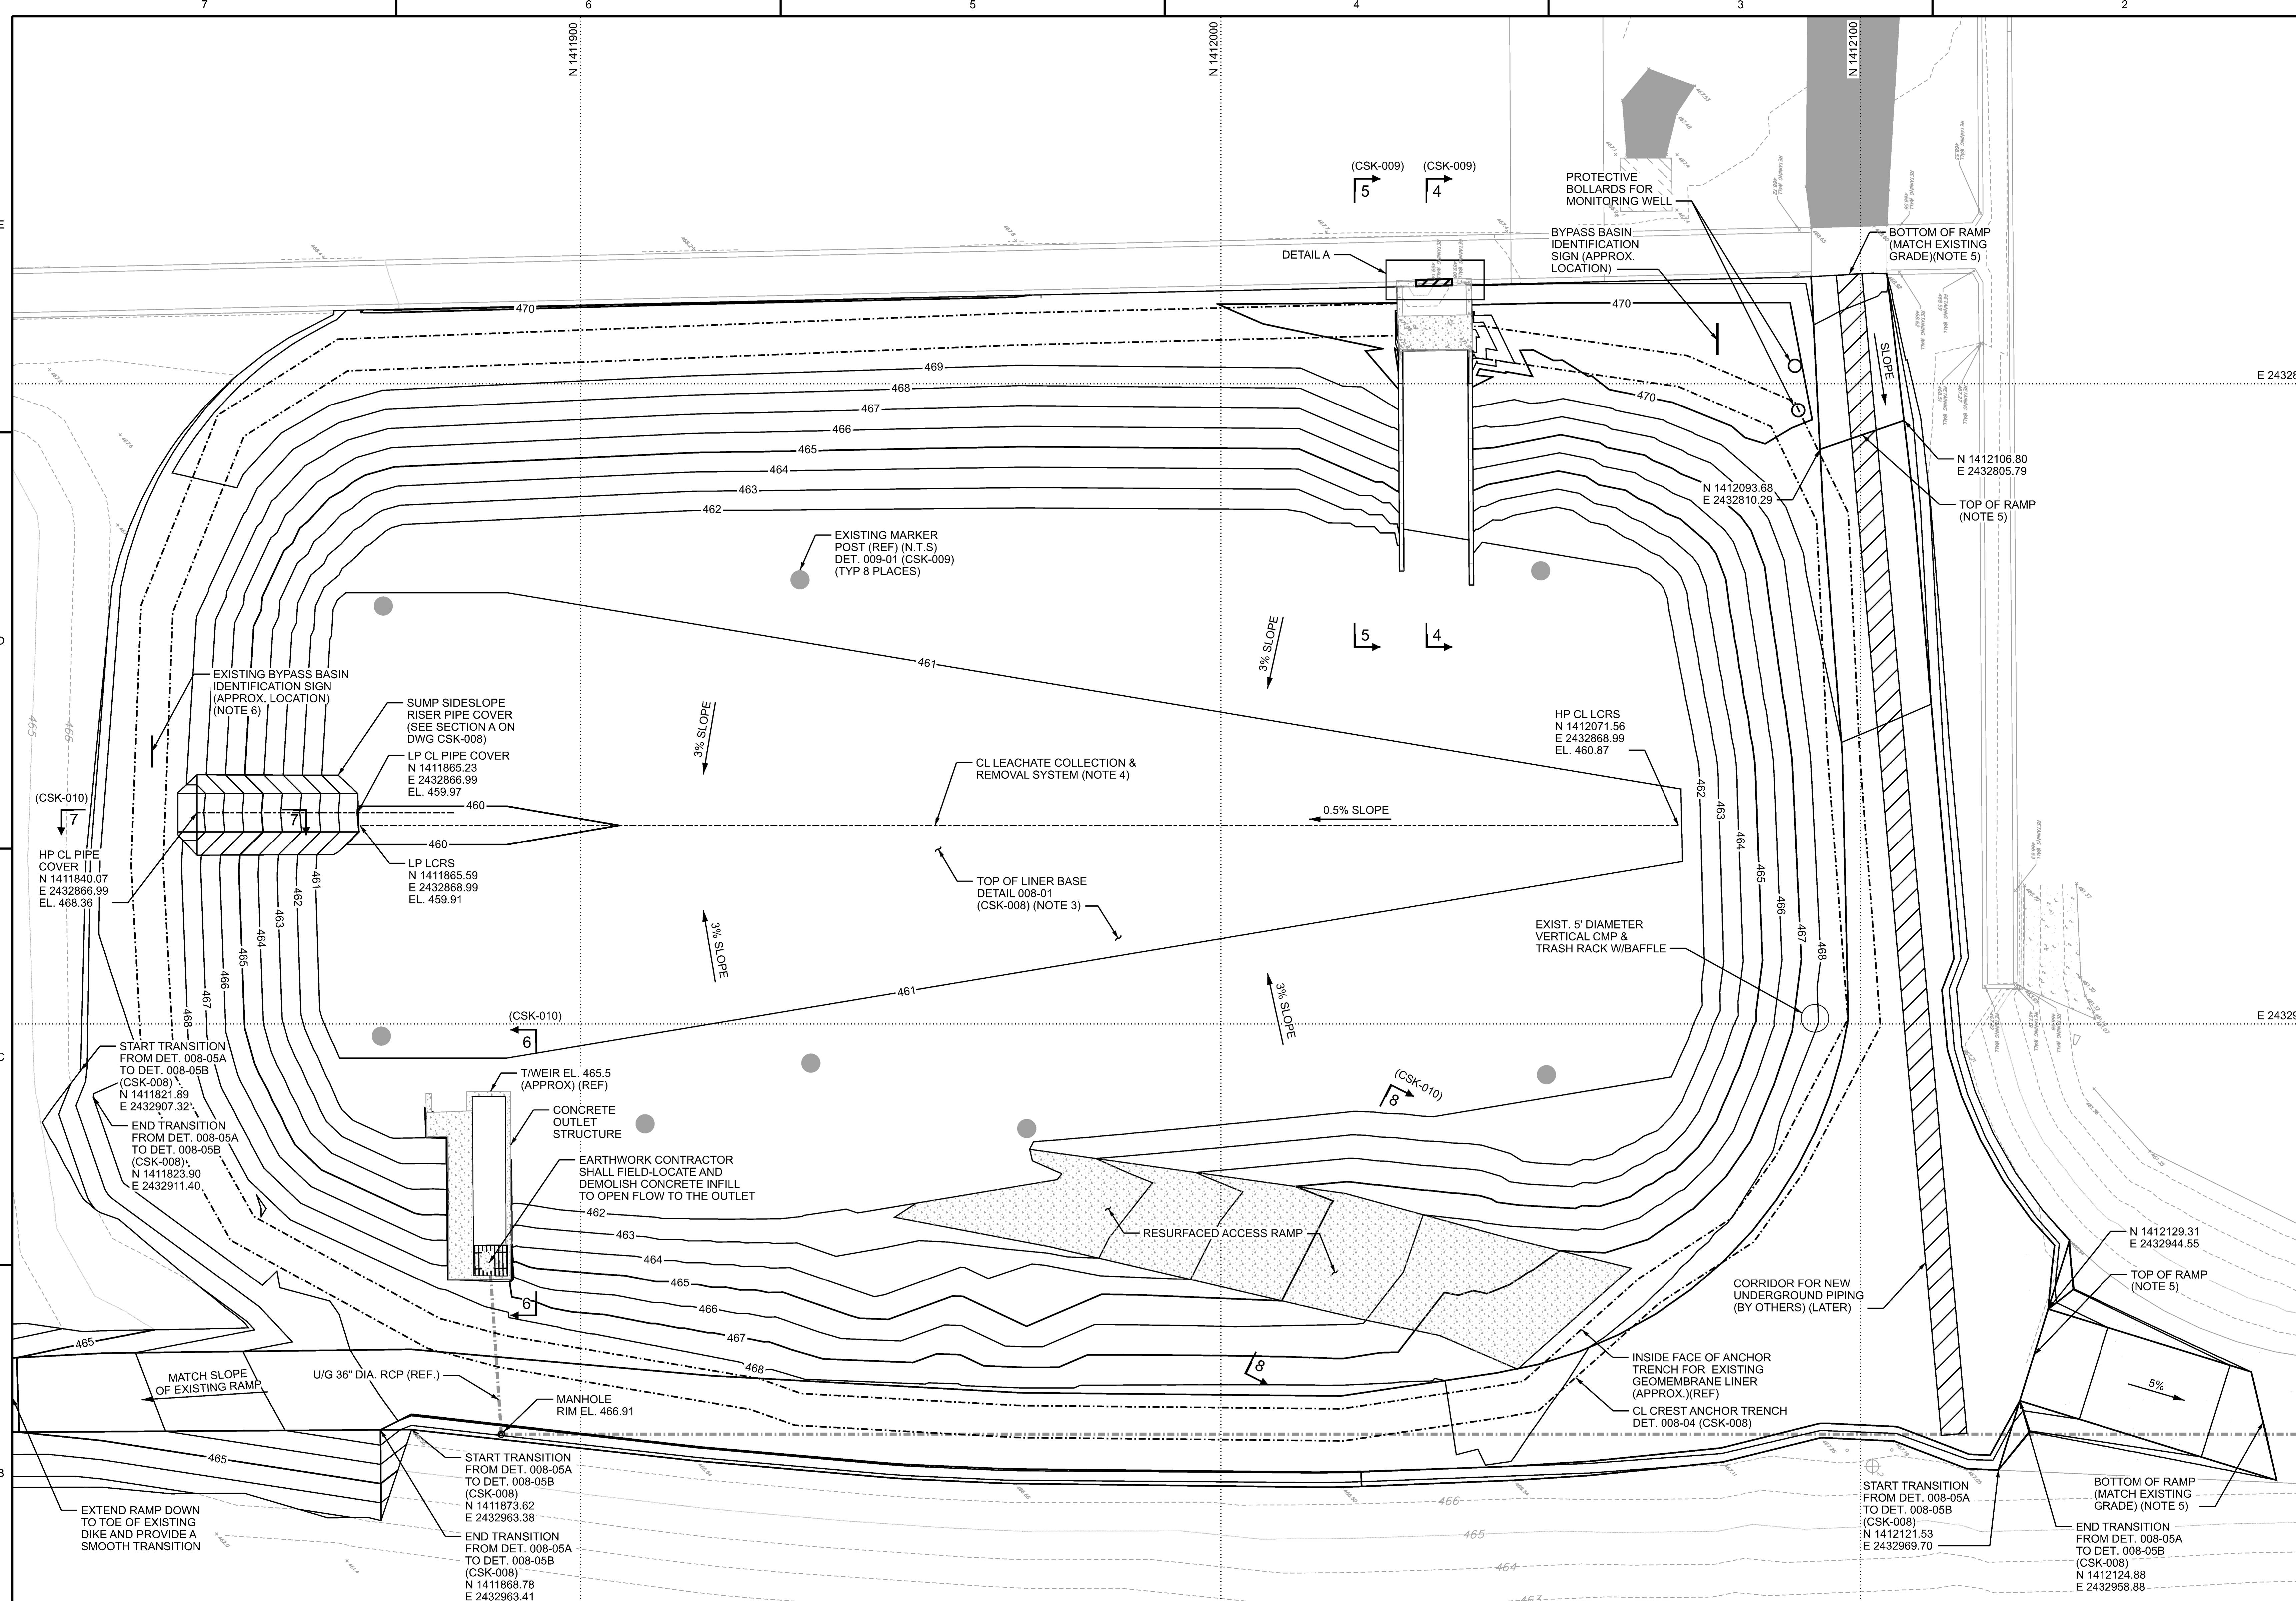 7
6
5
4
3
2
N 1411900
N 1412000
N 1412100
E
D
C
B
(CSK-009)
(CSK-009)
5
4
PROTECTIVE
BOLLARDS FOR
MONITORING WELL
BYPASS BASIN
IDENTIFICATION
SIGN (APPROX.
LOCATION)
BOTTOM OF RAMP
(MATCH EXISTING
GRADE)(NOTE 5)
DETAIL A
470
470
470
SLOPE
E 24328
469
468
467
466
465
464
463
462
N 1412106.80
E 2432805.79
N 1412093.68
E 2432810.29
TOP OF RAMP
(NOTE 5)
EXISTING MARKER
POST (REF) (N.T.S)
DET. 009-01 (CSK-009)
(TYP 8 PLACES)
5
4
3% SLOPE
461
EXISTING BYPASS BASIN
IDENTIFICATION SIGN
(APPROX. LOCATION)
(NOTE 6)
SUMP SIDESLOPE
RISER PIPE COVER
(SEE SECTION A ON
DWG CSK-008)
3% SLOPE
LP CL PIPE COVER
N 1411865.23
E 2432866.99
EL. 459.97
HP CL LCRS
N 1412071.56
E 2432868.99
EL. 460.87
CL LEACHATE COLLECTION &
REMOVAL SYSTEM (NOTE 4)
(CSK-010)
7
7
460
0.5% SLOPE
460
HP CL PIPE
COVER
N 1411840.07
E 2432866.99
EL. 468.36
LP LCRS
N 1411865.59
E 2432868.99
EL. 459.91
TOP OF LINER BASE
DETAIL 008-01
(CSK-008) (NOTE 3)
461
462
463
464
465
466
467
468
462
463
464
465
466
467
468
465
466
EXIST. 5' DIAMETER
VERTICAL CMP &
TRASH RACK W/BAFFLE
3% SLOPE
3% SLOPE
461
E 24329
(CSK-010)
6
START TRANSITION
FROM DET. 008-05A
TO DET. 008-05B
(CSK-008)
N 1411821.89
E 2432907.32
END TRANSITION
FROM DET. 008-05A
TO DET. 008-05B
(CSK-008)
N 1411823.90
E 2432911.40
T/WEIR EL. 465.5
(APPROX) (REF)
CONCRETE
OUTLET
STRUCTURE
EARTHWORK CONTRACTOR
SHALL FIELD-LOCATE AND
DEMOLISH CONCRETE INFILL
TO OPEN FLOW TO THE OUTLET
(CSK-010)
8
462
463
464
465
466
467
468
RESURFACED ACCESS RAMP
6
8
N 1412129.31
E 2432944.55
TOP OF RAMP
(NOTE 5)
CORRIDOR FOR NEW
UNDERGROUND PIPING
(BY OTHERS) (LATER)
465
MATCH SLOPE
OF EXISTING RAMP
U/G 36" DIA. RCP (REF.)
MANHOLE
RIM EL. 466.91
INSIDE FACE OF ANCHOR
TRENCH FOR EXISTING
GEOMEMBRANE LINER
(APPROX.)(REF)
CL CREST ANCHOR TRENCH
DET. 008-04 (CSK-008)
5%
465
START TRANSITION
FROM DET. 008-05A
TO DET. 008-05B
(CSK-008)
N 1411873.62
E 2432963.38
END TRANSITION
FROM DET. 008-05A
TO DET. 008-05B
(CSK-008)
N 1411868.78
E 2432963.41
EXTEND RAMP DOWN
TO TOE OF EXISTING
DIKE AND PROVIDE A
SMOOTH TRANSITION
466
465
464
463
START TRANSITION
FROM DET. 008-05A
TO DET. 008-05B
(CSK-008)
N 1412121.53
E 2432969.70
BOTTOM OF RAMP
(MATCH EXISTING
GRADE) (NOTE 5)
END TRANSITION
FROM DET. 008-05A
TO DET. 008-05B
(CSK-008)
N 1412124.88
E 2432958.88